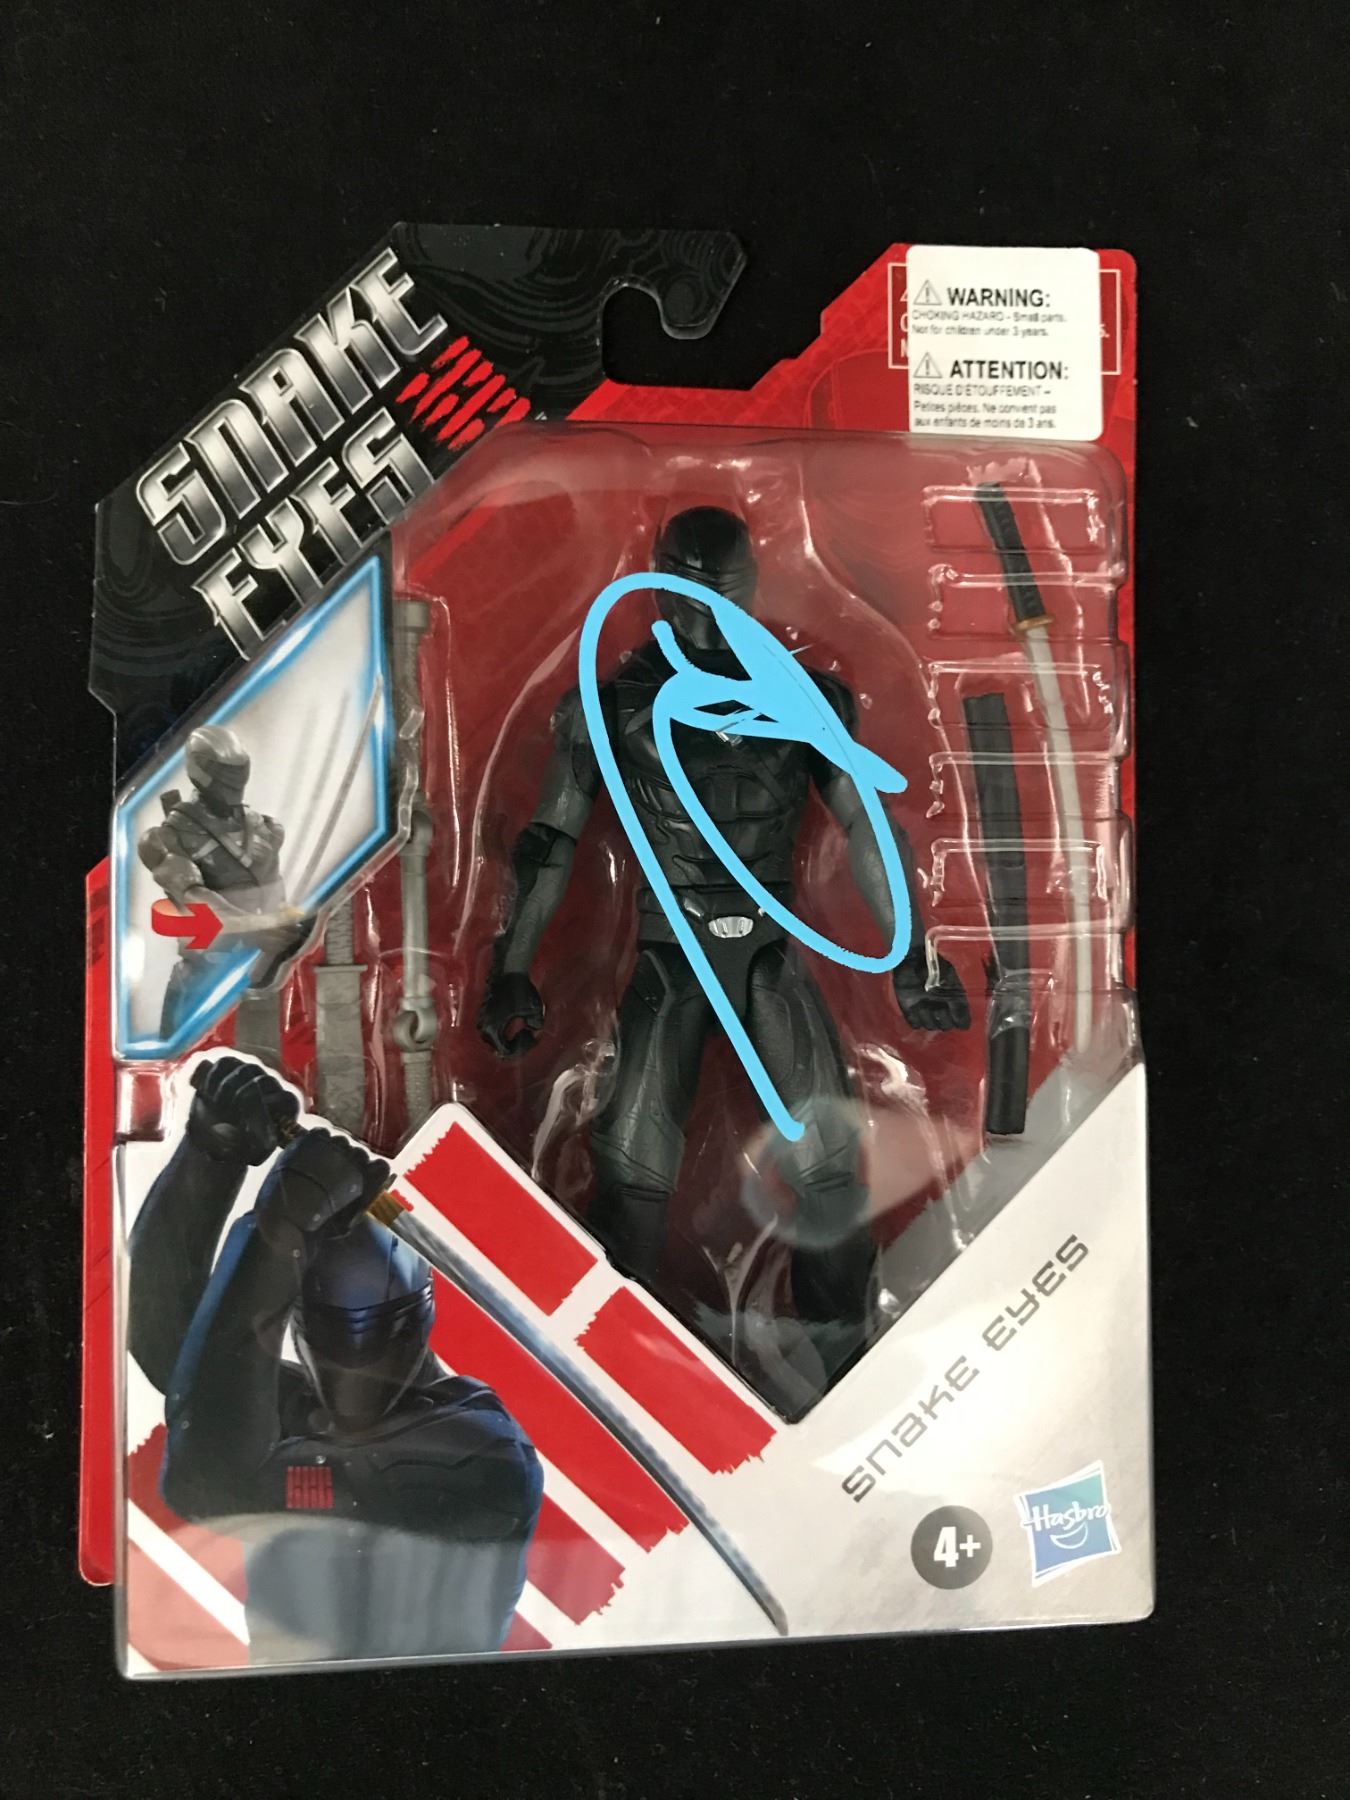 SNAKE
EYES
WARNING:
CHOKING HAZARD - Small parts.
Not for children under 3 years.
ATTENTION:
RISQUE D'ÉTOUFFEMENT -
Petites pièces. Ne convient pas
aux enfants de moins de 3 ans.
SNAKE EYES
4+
Hasbro